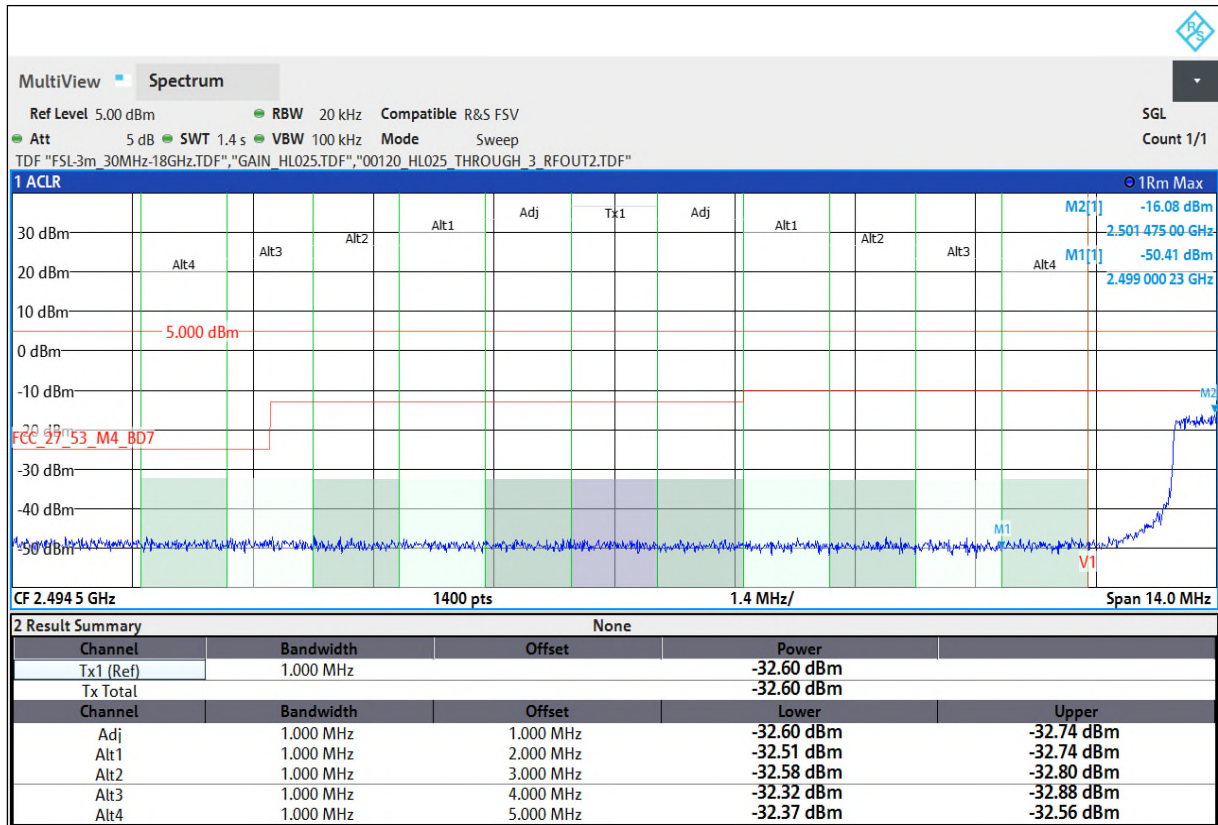 R&S
MultiView Spectrum
Ref Level 5.00 dBm RBW 20 kHz Compatible R&S FSV SGL
Att 5 dB SWT 1.4 s VBW 100 kHz Mode Sweep Count 1/1
TDF "FSL-3m_30MHz-18GHz.TDF","GAIN_HL025.TDF","00120_HL025_THROUGH_3_RFOUT2.TDF"
1 ACLR 1Rm Max
M2[1] -16.08 dBm
2.501 475 00 GHz
M1[1] -50.41 dBm
2.499 000 23 GHz
Alt4 Alt3 Alt2 Alt1 Adj Tx1 Adj Alt1 Alt2 Alt3 Alt4
30 dBm
20 dBm
10 dBm
5.000 dBm
0 dBm
-10 dBm
M2
-20 dBm
FCC_27_53_M4_BD7
-30 dBm
-40 dBm
M1
-50 dBm
V1
CF 2.494 5 GHz 1400 pts 1.4 MHz/ Span 14.0 MHz
2 Result Summary None
Channel Bandwidth Offset Power
Tx1 (Ref) 1.000 MHz -32.60 dBm
Tx Total -32.60 dBm
Channel Bandwidth Offset Lower Upper
Adj 1.000 MHz 1.000 MHz -32.60 dBm -32.74 dBm
Alt1 1.000 MHz 2.000 MHz -32.51 dBm -32.74 dBm
Alt2 1.000 MHz 3.000 MHz -32.58 dBm -32.80 dBm
Alt3 1.000 MHz 4.000 MHz -32.32 dBm -32.88 dBm
Alt4 1.000 MHz 5.000 MHz -32.37 dBm -32.56 dBm